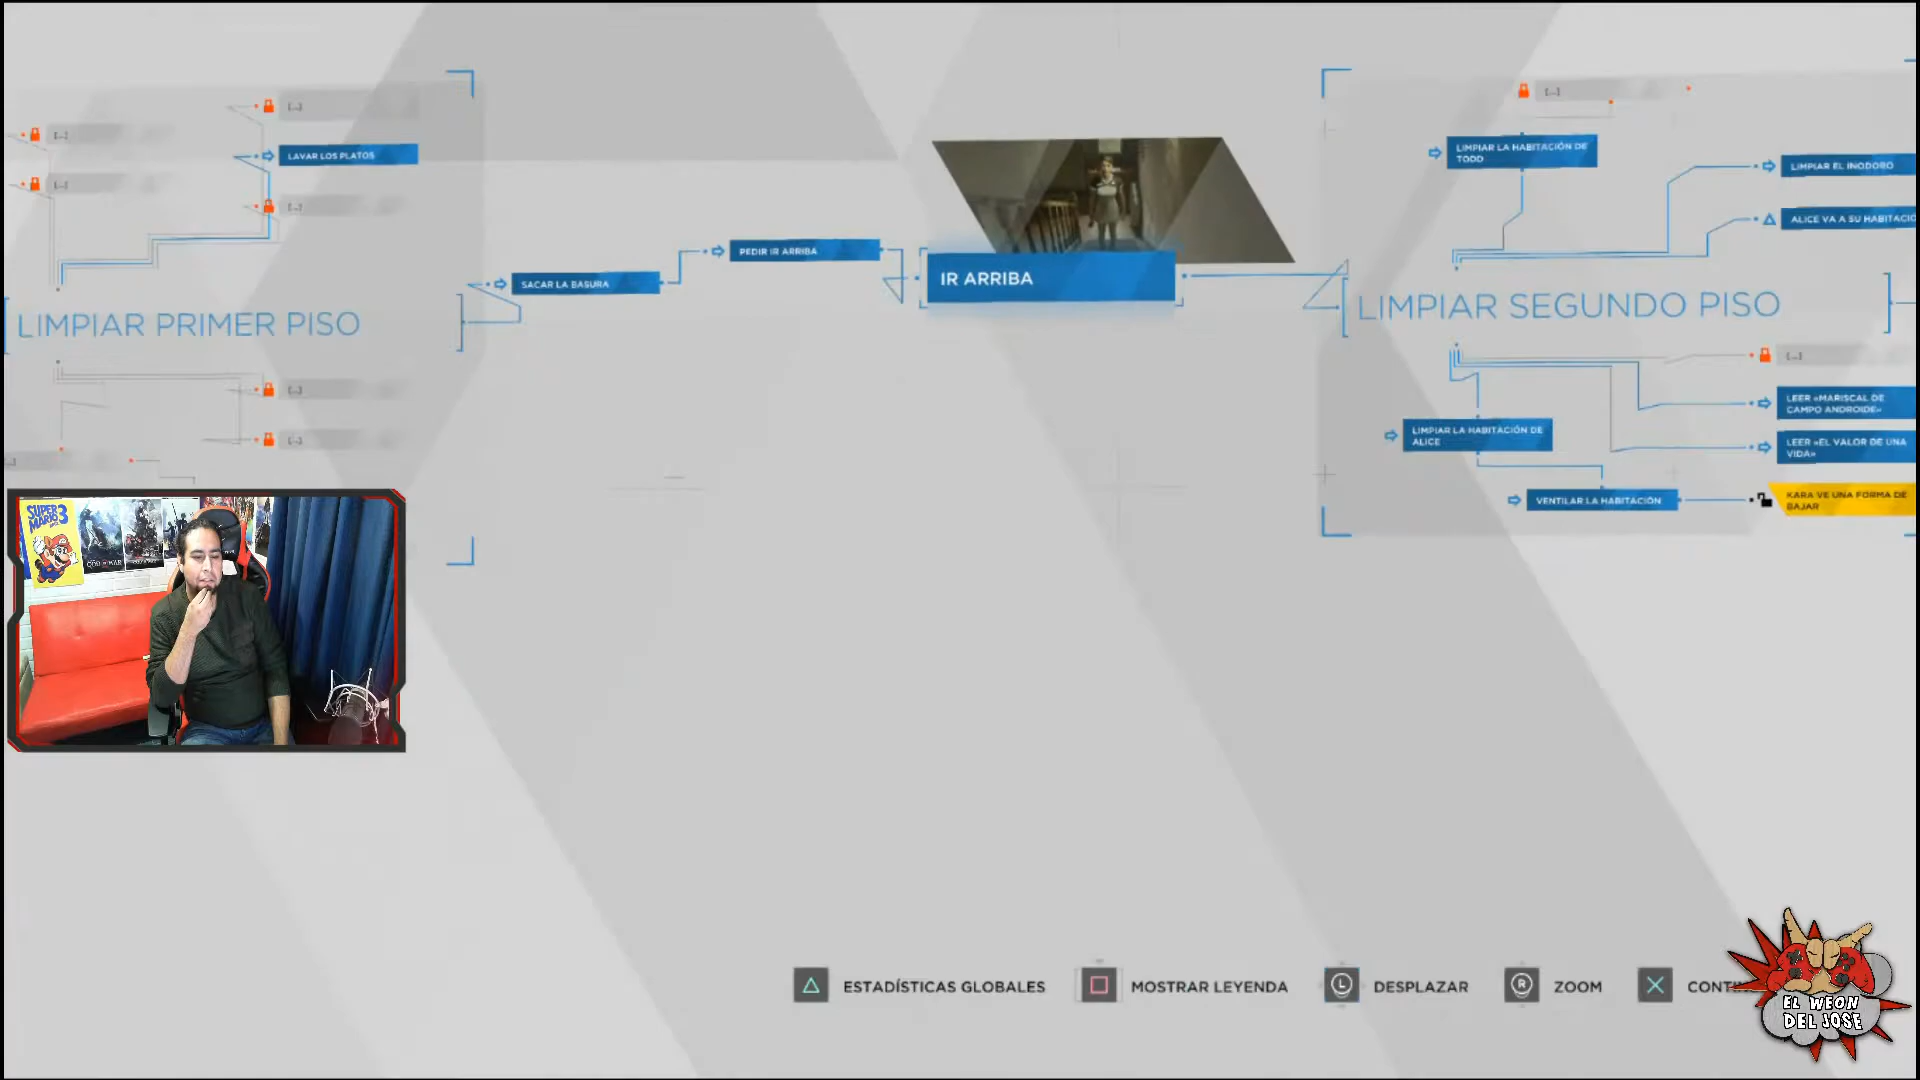 [...]
[...]
LAVAR LOS PLATOS
[...]
[...]
[...]
LIMPIAR PRIMER PISO
[...]
[...]
SACAR LA BASURA
PEDIR IR ARRIBA
IR ARRIBA
[...]
LIMPIAR LA HABITACIÓN DE
TODD
LIMPIAR EL INODORO
ALICE VA A SU HABITACIÓ
LIMPIAR SEGUNDO PISO
[...]
LEER «MARISCAL DE
CAMPO ANDROIDE»
LIMPIAR LA HABITACIÓN DE
ALICE
LEER «EL VALOR DE UNA
VIDA»
VENTILAR LA HABITACIÓN
KARA VE UNA FORMA DE
BAJAR
SUPER
MARIO 3
GOD WAR
ESTADÍSTICAS GLOBALES
MOSTRAR LEYENDA
L
DESPLAZAR
R
ZOOM
CONTI
EL WEON
DEL JOSE